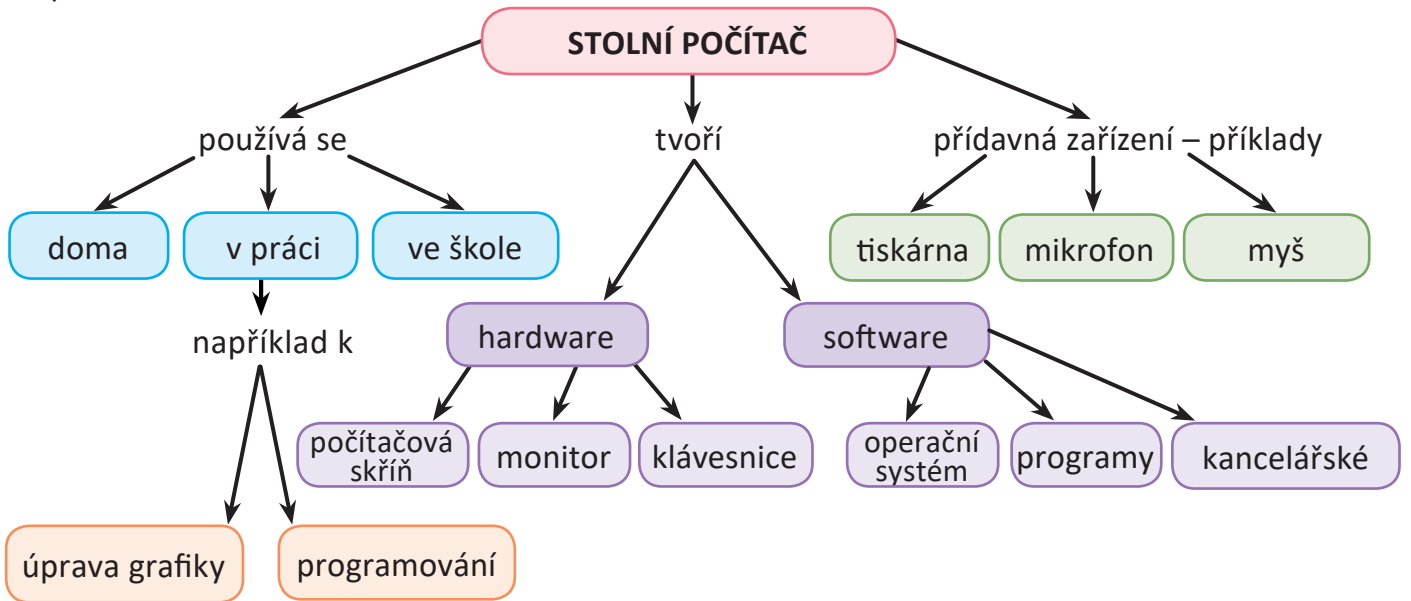 STOLNÍ POČÍTAČ
používá se
tvoří
přídavná zařízení – příklady
doma
v práci
ve škole
tiskárna
mikrofon
myš
například k
hardware
software
počítačová
skříň
monitor
klávesnice
operační
systém
programy
kancelářské
úprava grafiky
programování